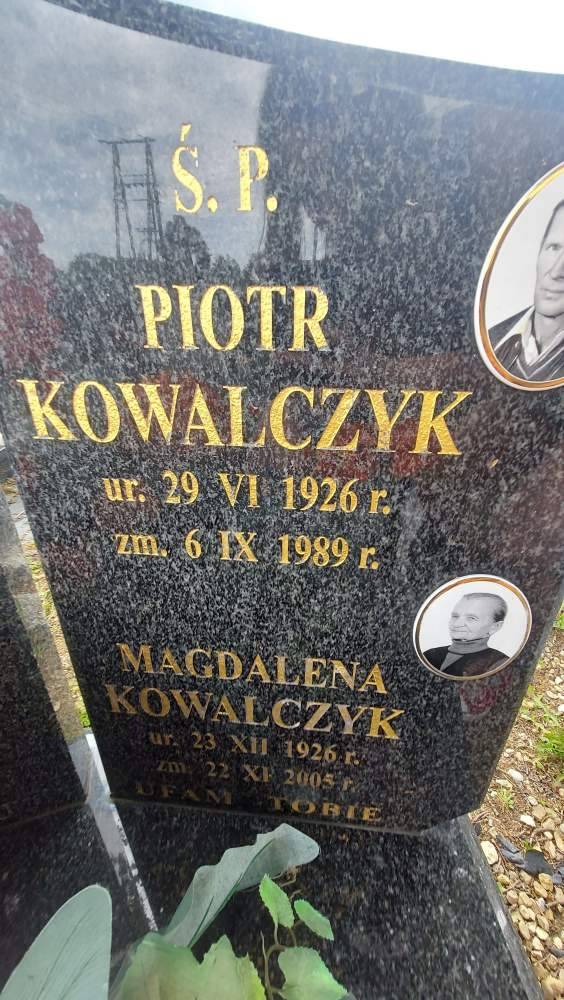 Ś. P.
PIOTR
KOWALCZYK
ur. 29 VI 1926 r.
zm. 6 IX 1989 r.
MAGDALENA
KOWALCZYK
ur. 23 XII 1926 r.
zm. 22 XI 2005 r.
UFAM TOBIE